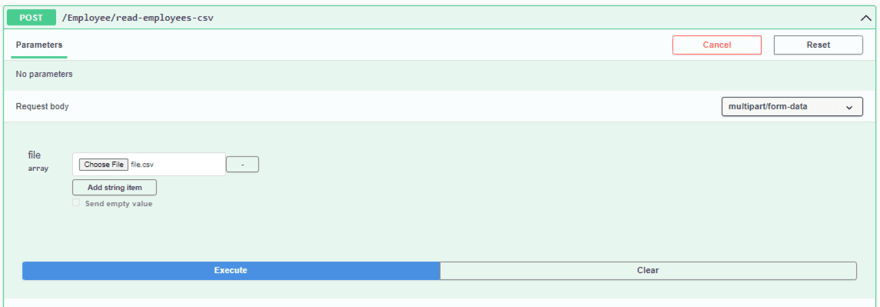 POST /Employee/read-employees-csv
Parameters Cancel Reset
No parameters
Request body multipart/form-data
file
array
Choose File file.csv -
Add string item
Send empty value
Execute Clear